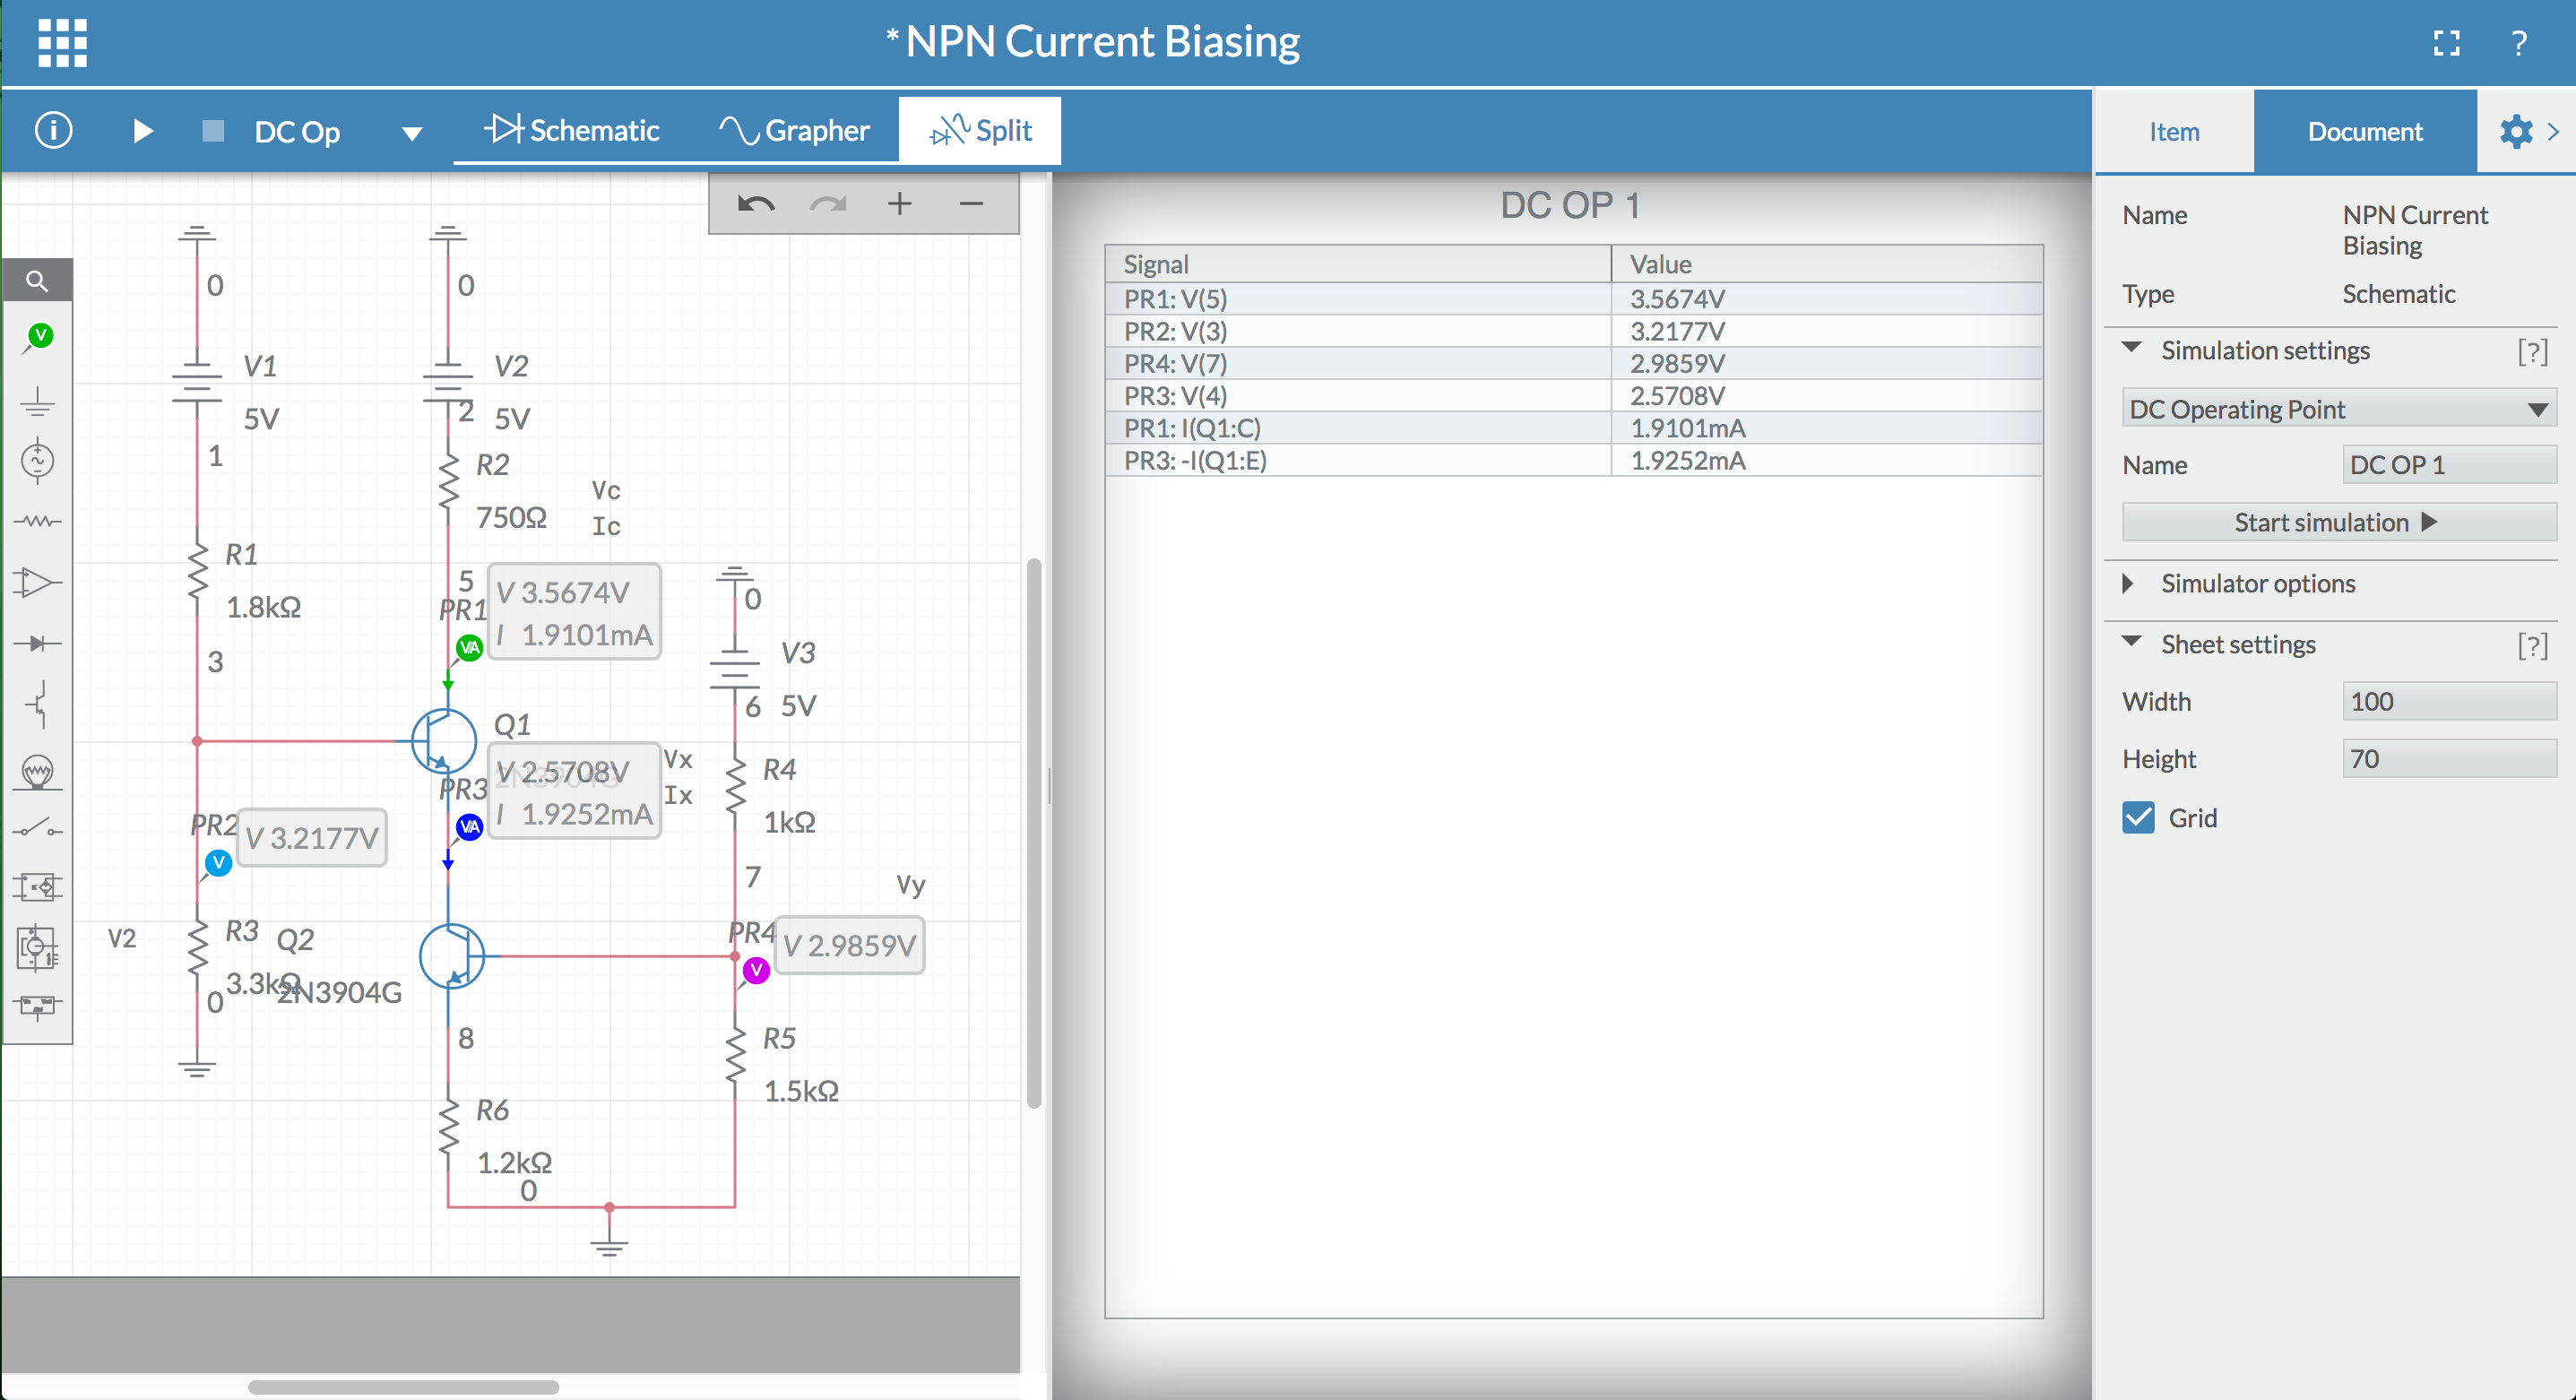 * NPN Current Biasing
?
DC Op
Schematic
Grapher
Split
Item
Document
DC OP 1
Signal Value
PR1: V(5) 3.5674V
PR2: V(3) 3.2177V
PR4: V(7) 2.9859V
PR3: V(4) 2.5708V
PR1: I(Q1:C) 1.9101mA
PR3: -I(Q1:E) 1.9252mA
0
0
V1
5V
V2
2
5V
1
R2
750Ω
Vc
Ic
R1
1.8kΩ
5
PR1
V 3.5674V
I 1.9101mA
VA
0
3
V3
6
5V
Q1
2N3904G
PR3
V 2.5708V
I 1.9252mA
VA
Vx
Ix
R4
1kΩ
PR2
V 3.2177V
V
7
Vy
PR4
V 2.9859V
V
V2
R3
3.3kΩ
0
Q2
2N3904G
8
R5
1.5kΩ
R6
1.2kΩ
0
V
Name NPN Current
Biasing
Type Schematic
Simulation settings [?]
DC Operating Point
Name DC OP 1
Start simulation
Simulator options
Sheet settings [?]
Width 100
Height 70
Grid